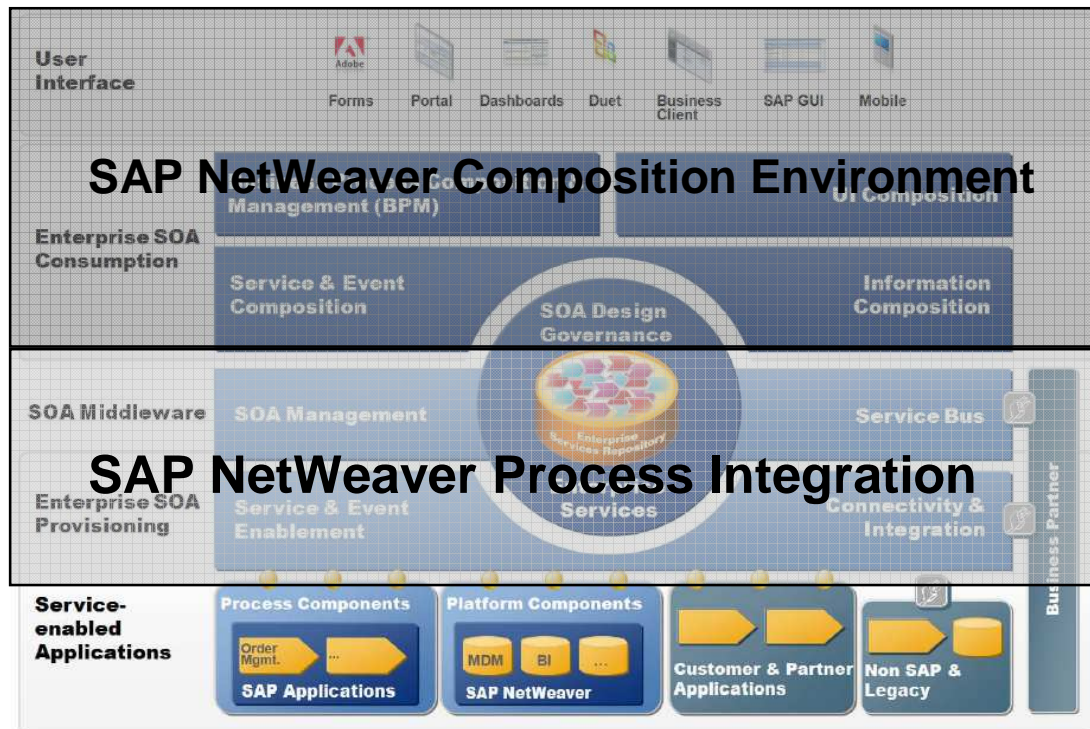 User
Interface
Adobe
Forms
Portal
Dashboards
Duet
Business
Client
SAP GUI
Mobile
SAP NetWeaver Composition Environment
Management (BPM)
UI Composition
Enterprise SOA
Consumption
Service & Event
Composition
Information
Composition
SOA Design
Governance
SOA Middleware
SOA Management
Enterprise
Services Repository
Service Bus
SAP NetWeaver Process Integration
Enterprise SOA
Provisioning
Service & Event
Enablement
Services
Connectivity &
Integration
Business Partner
Service-
enabled
Applications
Process Components
Order
Mgmt.
...
SAP Applications
Platform Components
MDM
BI
...
SAP NetWeaver
Customer & Partner
Applications
Non SAP &
Legacy